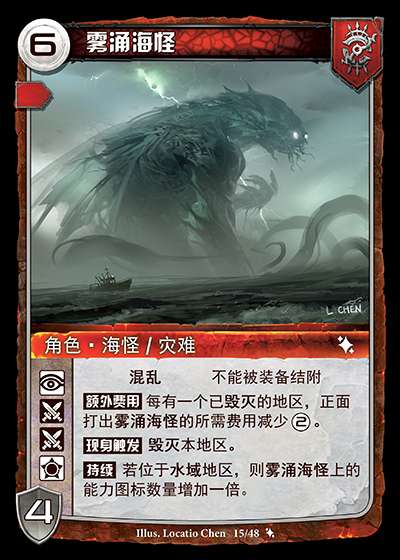 6 雾涌海怪
L CHEN
角色·海怪/灾难
混乱 不能被装备结附
额外费用 每有一个已毁灭的地区，正面
打出雾涌海怪的所需费用减少②。
现身触发 毁灭本地区。
持续 若位于水域地区，则雾涌海怪上的
能力图标数量增加一倍。
4
Illus. Locatio Chen 15/48